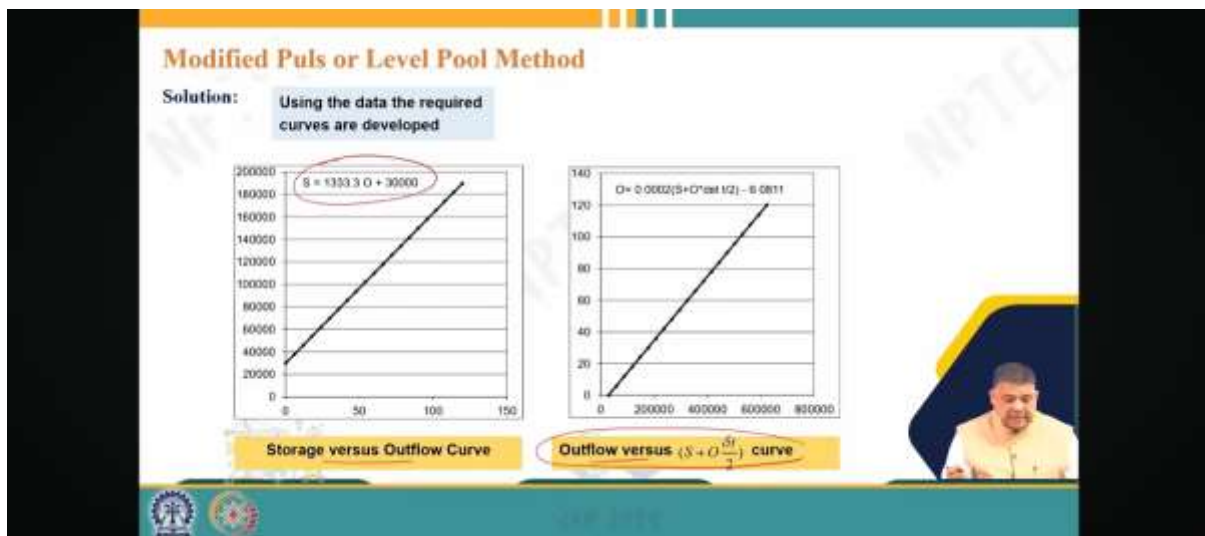 Modified Puls or Level Pool Method
Solution:
Using the data the required
curves are developed
200000
180000
160000
140000
120000
100000
80000
60000
40000
20000
0
0 50 100 150
S = 1333.3 O + 30000
Storage versus Outflow Curve
140
120
100
80
60
40
20
0
0 200000 400000 600000 800000
O= 0.0002(S+O*del t/2) - 6.0811
Outflow versus (S + O δt/2) curve
NPTEL